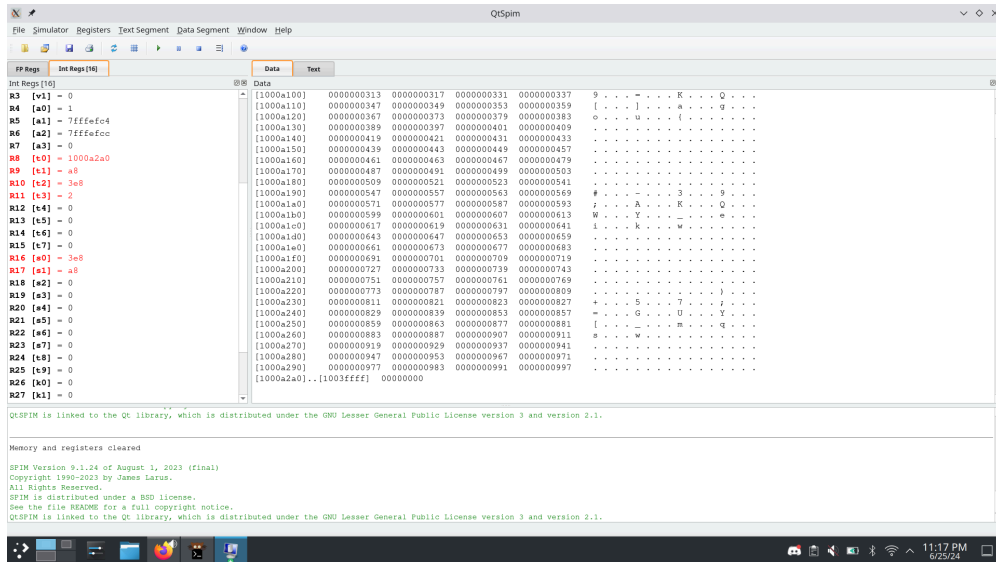 QtSpim
File Simulator Registers Text Segment Data Segment Window Help
FP Regs Int Regs [16]
Data Text
Int Regs [16]
Data
R3 [v1] = 0
R4 [a0] = 1
R5 [a1] = 7fffefc4
R6 [a2] = 7fffefcc
R7 [a3] = 0
R8 [t0] = 1000a2a0
R9 [t1] = a8
R10 [t2] = 3e8
R11 [t3] = 2
R12 [t4] = 0
R13 [t5] = 0
R14 [t6] = 0
R15 [t7] = 0
R16 [s0] = 3e8
R17 [s1] = a8
R18 [s2] = 0
R19 [s3] = 0
R20 [s4] = 0
R21 [s5] = 0
R22 [s6] = 0
R23 [s7] = 0
R24 [t8] = 0
R25 [t9] = 0
R26 [k0] = 0
R27 [k1] = 0
[1000a100] 0000000313 0000000317 0000000331 0000000337 9 . . . = . . . K . . . Q . . .
[1000a110] 0000000347 0000000349 0000000353 0000000359 [ . . . ] . . . a . . . g . . .
[1000a120] 0000000367 0000000373 0000000379 0000000383 o . . . u . . . { . . . . . . .
[1000a130] 0000000389 0000000397 0000000401 0000000409 . . . . . . . . . . . . . . . .
[1000a140] 0000000419 0000000421 0000000431 0000000433 . . . . . . . . . . . . . . . .
[1000a150] 0000000439 0000000443 0000000449 0000000457 . . . . . . . . . . . . . . . .
[1000a160] 0000000461 0000000463 0000000467 0000000479 . . . . . . . . . . . . . . . .
[1000a170] 0000000487 0000000491 0000000499 0000000503 . . . . . . . . . . . . . . . .
[1000a180] 0000000509 0000000521 0000000523 0000000541 . . . . . . . . . . . . . . . .
[1000a190] 0000000547 0000000557 0000000563 0000000569 # . . . - . . . 3 . . . 9 . . .
[1000a1a0] 0000000571 0000000577 0000000587 0000000593 ; . . . A . . . K . . . Q . . .
[1000a1b0] 0000000599 0000000601 0000000607 0000000613 W . . . Y . . . _ . . . e . . .
[1000a1c0] 0000000617 0000000619 0000000631 0000000641 i . . . k . . . w . . . . . . .
[1000a1d0] 0000000643 0000000647 0000000653 0000000659 . . . . . . . . . . . . . . . .
[1000a1e0] 0000000661 0000000673 0000000677 0000000683 . . . . . . . . . . . . . . . .
[1000a1f0] 0000000691 0000000701 0000000709 0000000719 . . . . . . . . . . . . . . . .
[1000a200] 0000000727 0000000733 0000000739 0000000743 . . . . . . . . . . . . . . . .
[1000a210] 0000000751 0000000757 0000000761 0000000769 . . . . . . . . . . . . . . . .
[1000a220] 0000000773 0000000787 0000000797 0000000809 . . . . . . . . . . . . ) . . .
[1000a230] 0000000811 0000000821 0000000823 0000000827 + . . . 5 . . . 7 . . . ; . . .
[1000a240] 0000000829 0000000839 0000000853 0000000857 = . . . G . . . U . . . Y . . .
[1000a250] 0000000859 0000000863 0000000877 0000000881 [ . . . _ . . . m . . . q . . .
[1000a260] 0000000883 0000000887 0000000907 0000000911 s . . . w . . . . . . . . . . .
[1000a270] 0000000919 0000000929 0000000937 0000000941 . . . . . . . . . . . . . . . .
[1000a280] 0000000947 0000000953 0000000967 0000000971 . . . . . . . . . . . . . . . .
[1000a290] 0000000977 0000000983 0000000991 0000000997 . . . . . . . . . . . . . . . .
[1000a2a0]..[1003ffff] 00000000
QtSPIM is linked to the Qt library, which is distributed under the GNU Lesser General Public License version 3 and version 2.1.
Memory and registers cleared
SPIM Version 9.1.24 of August 1, 2023 (final)
Copyright 1990-2023 by James Larus.
All Rights Reserved.
SPIM is distributed under a BSD license.
See the file README for a full copyright notice.
QtSPIM is linked to the Qt library, which is distributed under the GNU Lesser General Public License version 3 and version 2.1.
11:17 PM
6/25/24